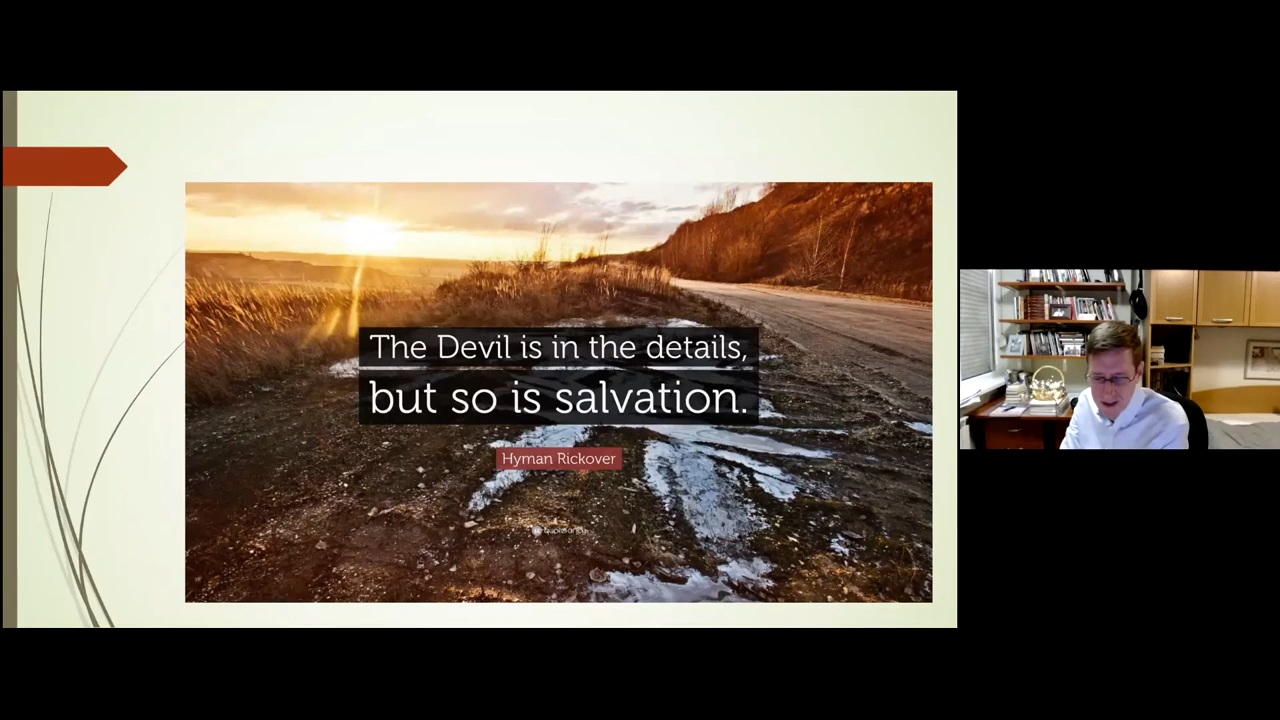 The Devil is in the details,
but so is salvation.
Hyman Rickover